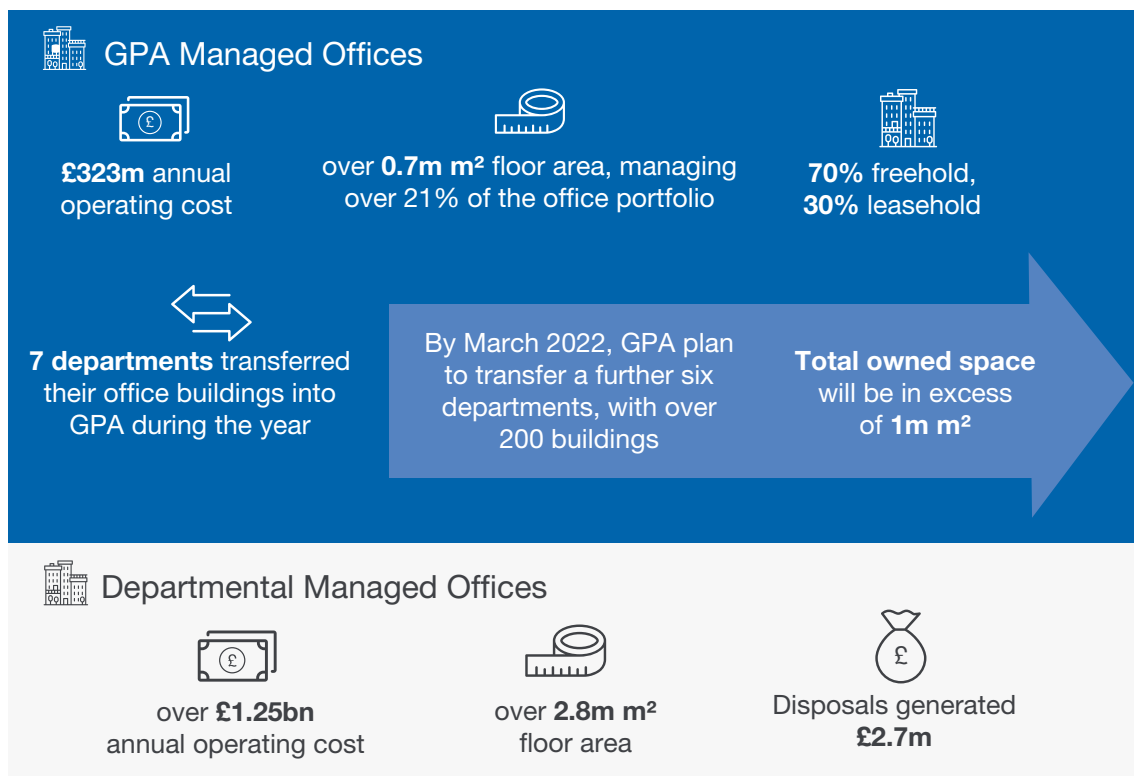 GPA Managed Offices
£
£323m annual
operating cost
over 0.7m m² floor area, managing
over 21% of the office portfolio
70% freehold,
30% leasehold
7 departments transferred
their office buildings into
GPA during the year
By March 2022, GPA plan
to transfer a further six
departments, with over
200 buildings
Total owned space
will be in excess
of 1m m²
Departmental Managed Offices
£
over £1.25bn
annual operating cost
over 2.8m m²
floor area
£
Disposals generated
£2.7m